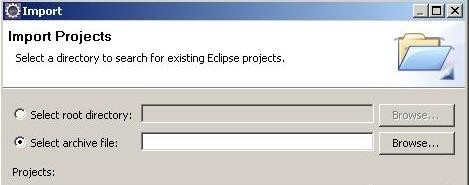 Import
Import Projects
Select a directory to search for existing Eclipse projects.
Select root directory: Browse...
Select archive file: Browse...
Projects: